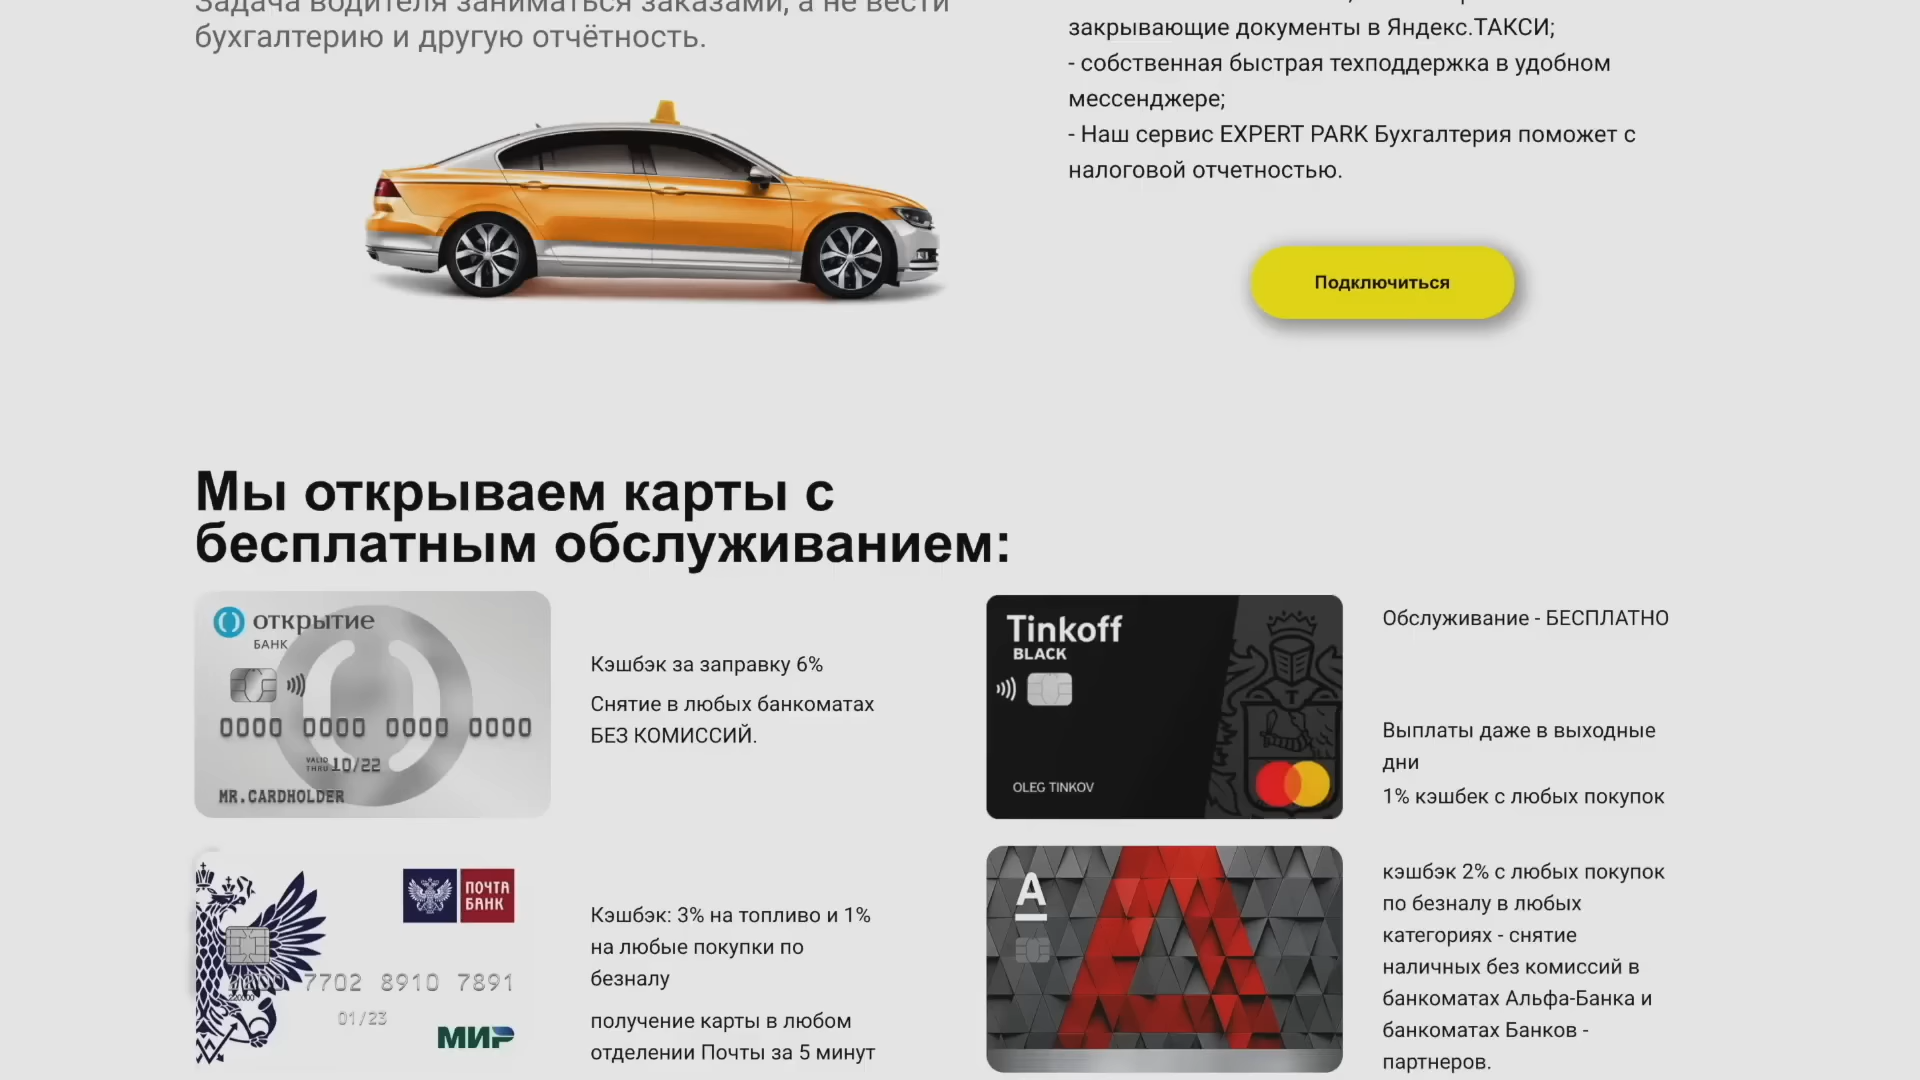 Задача водителя заниматься заказами, а не вести
бухгалтерию и другую отчётность.
закрывающие документы в Яндекс.ТАКСИ;
- собственная быстрая техподдержка в удобном
мессенджере;
- Наш сервис EXPERT PARK Бухгалтерия поможет с
налоговой отчетностью.
Подключиться
Мы открываем карты с
бесплатным обслуживанием:
открытие
БАНК
0000 0000 0000 0000
VALID
THRU 10/22
MR.CARDHOLDER
Кэшбэк за заправку 6%
Снятие в любых банкоматах
БЕЗ КОМИССИЙ.
Tinkoff
BLACK
OLEG TINKOV
Обслуживание - БЕСПЛАТНО
Выплаты даже в выходные
дни
1% кэшбек с любых покупок
ПОЧТА
БАНК
7702 8910 7891
01/23
МИР
Кэшбек: 3% на топливо и 1%
на любые покупки по
безналу
получение карты в любом
отделении Почты за 5 минут
А
кэшбэк 2% с любых покупок
по безналу в любых
категориях - снятие
наличных без комиссий в
банкоматах Альфа-Банка и
банкоматах Банков -
партнеров.